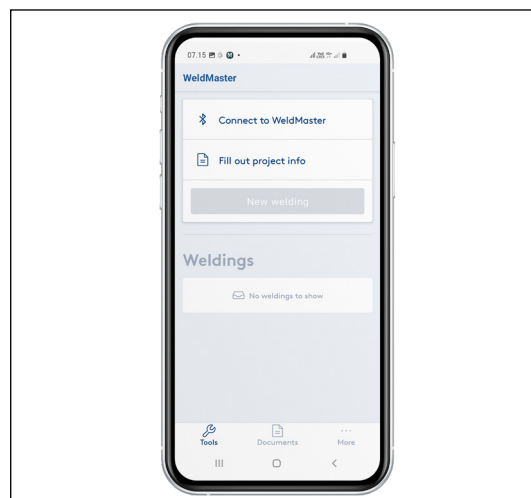 07.15
WeldMaster
Connect to WeldMaster
Fill out project info
New welding
Weldings
No weldings to show
Tools
Documents
More